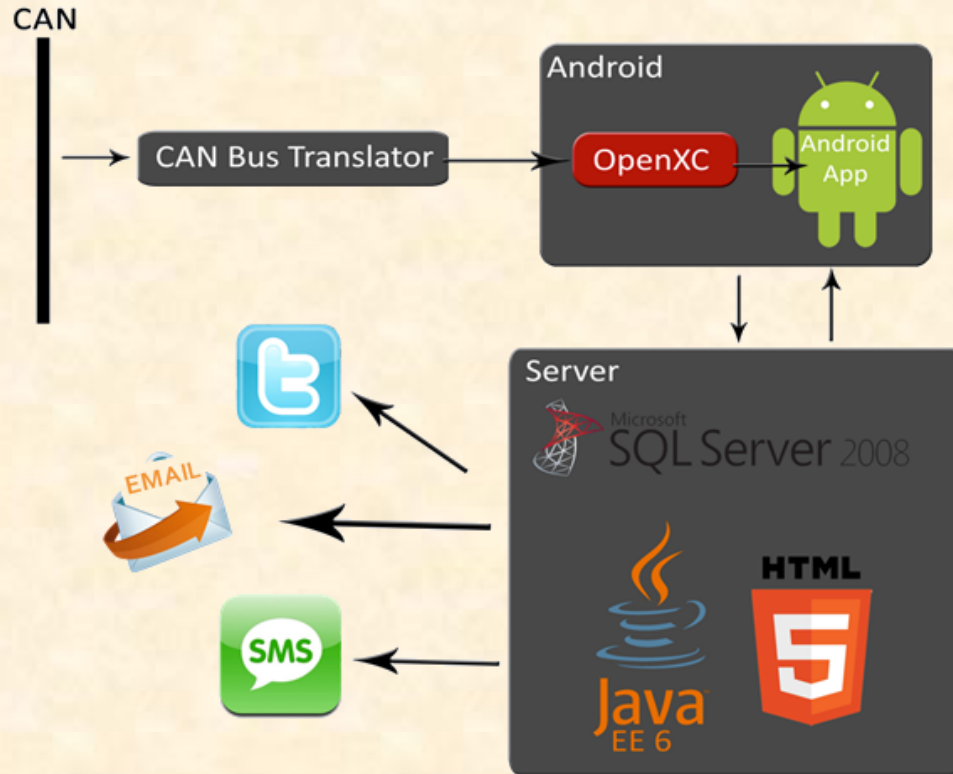 CAN
CAN Bus Translator
Android
OpenXC
Android
App
Server
Microsoft
SQL Server 2008
EMAIL
SMS
HTML
5
Java
EE 6